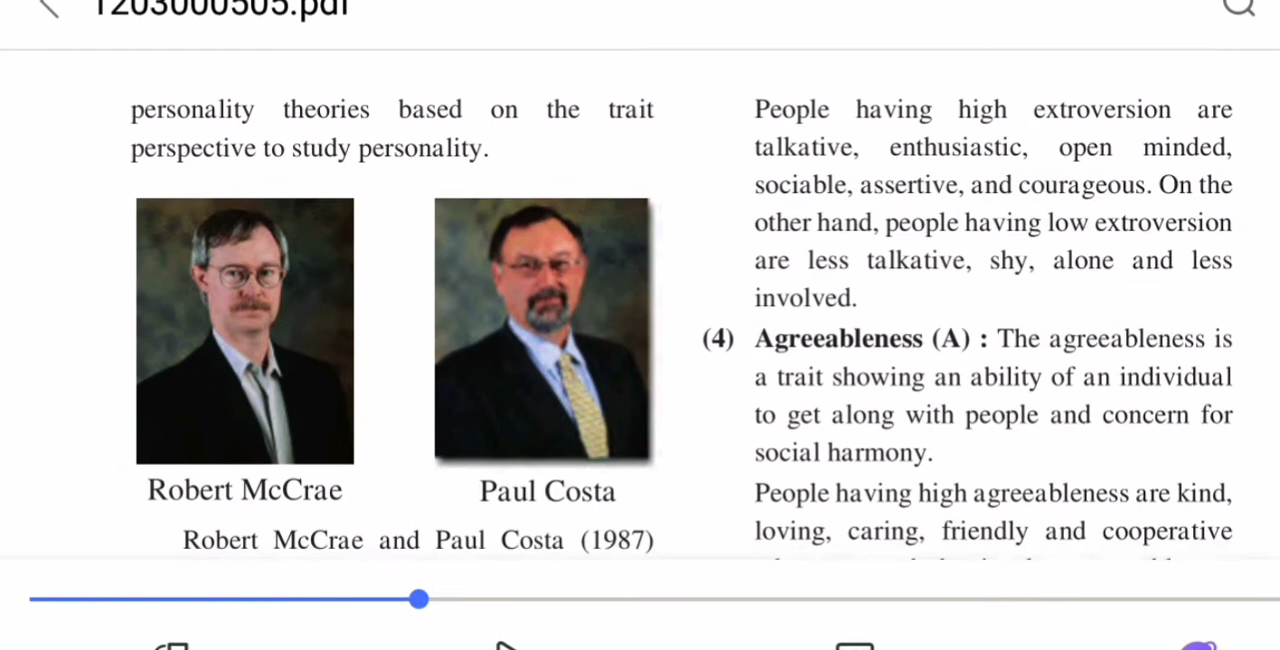 1203000505.pdf
personality theories based on the trait
perspective to study personality.
Robert McCrae
Paul Costa
Robert McCrae and Paul Costa (1987)
People having high extroversion are
talkative, enthusiastic, open minded,
sociable, assertive, and courageous. On the
other hand, people having low extroversion
are less talkative, shy, alone and less
involved.
(4) Agreeableness (A) : The agreeableness is
a trait showing an ability of an individual
to get along with people and concern for
social harmony.
People having high agreeableness are kind,
loving, caring, friendly and cooperative